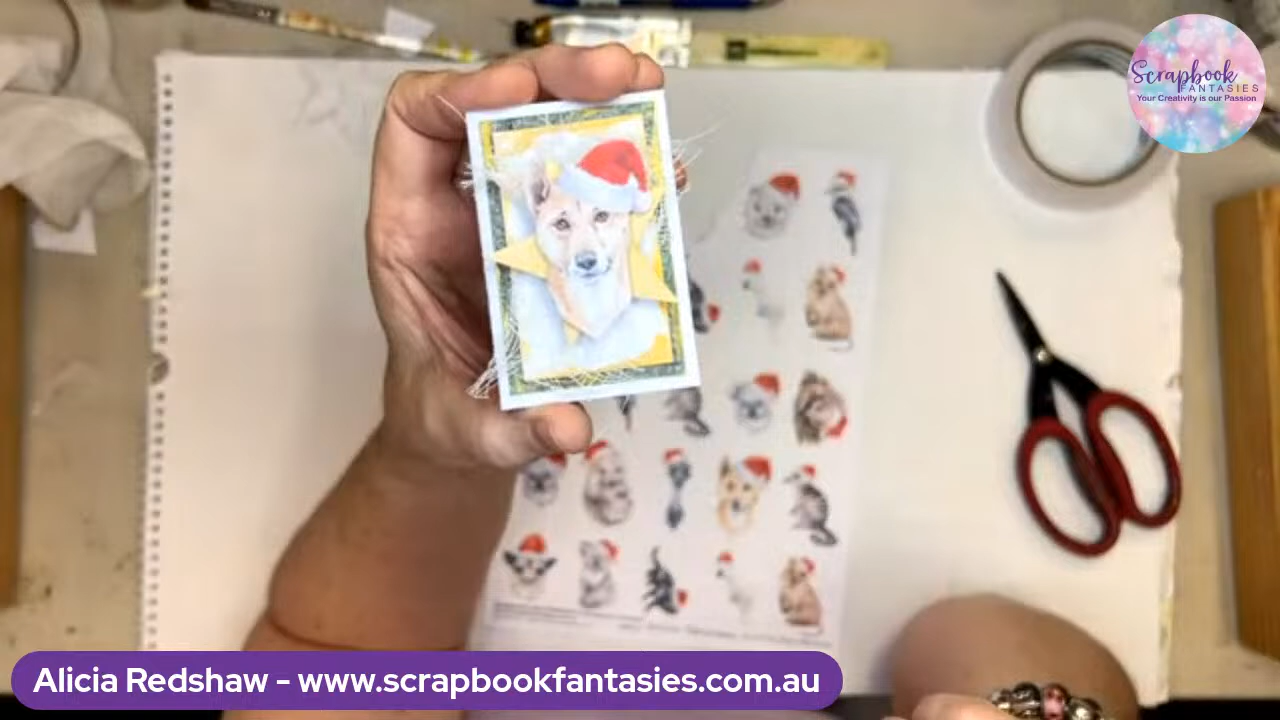 Scrapbook
FANTASIES
Your Creativity is our Passion
Alicia Redshaw - www.scrapbookfantasies.com.au